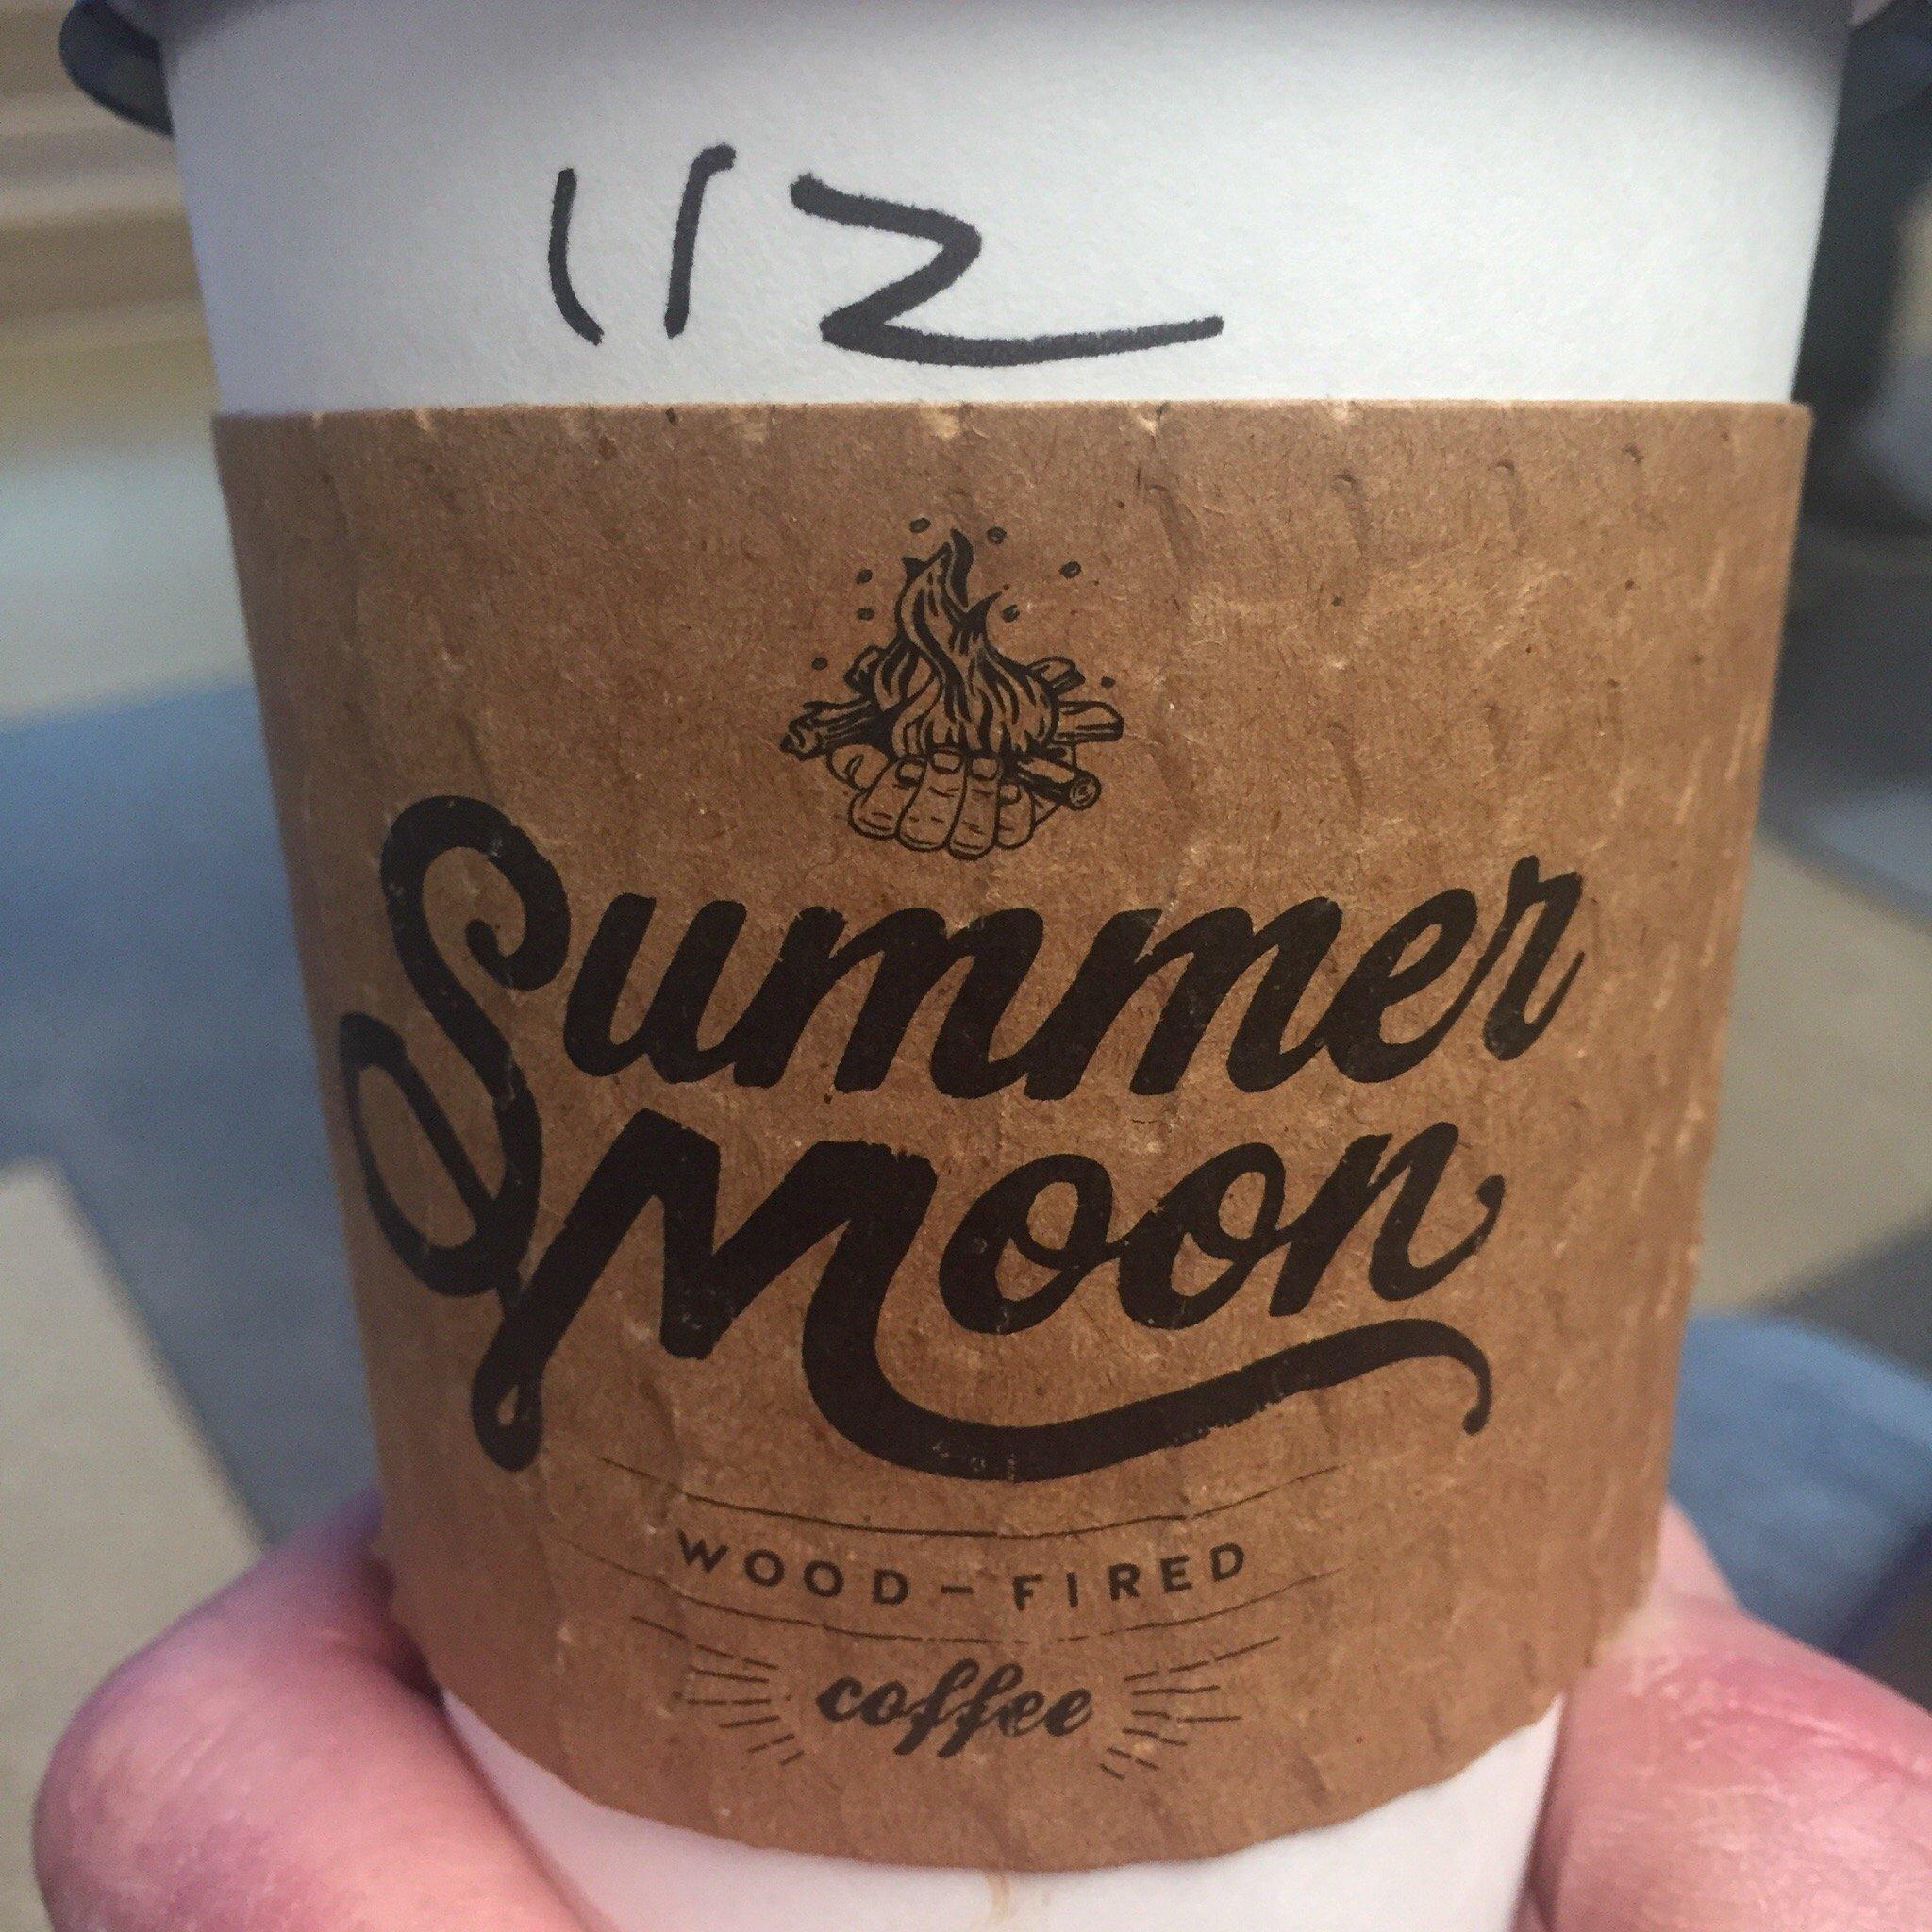 112
Summer
Moon
WOOD-FIRED
coffee